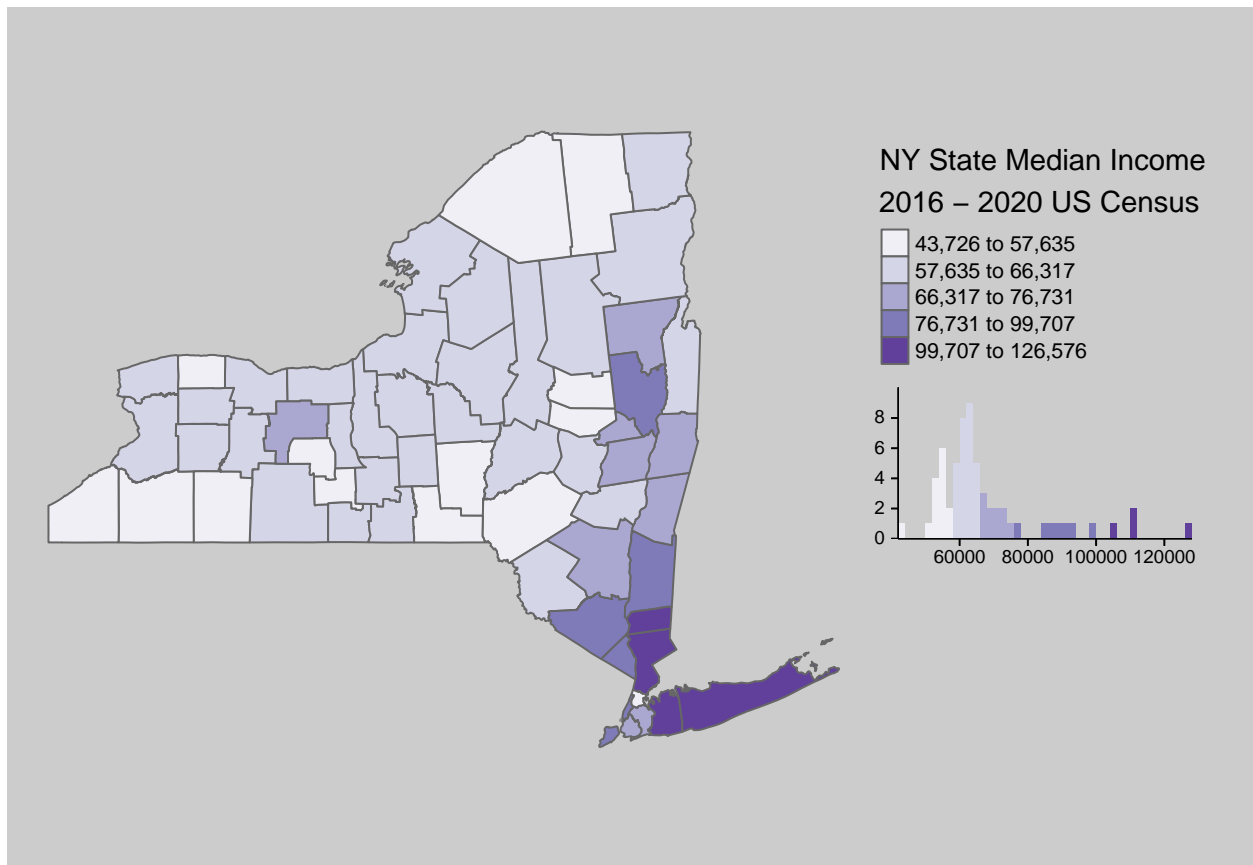 NY State Median Income
2016 – 2020 US Census
43,726 to 57,635
57,635 to 66,317
66,317 to 76,731
76,731 to 99,707
99,707 to 126,576
8
6
4
2
0
60000 80000 100000 120000